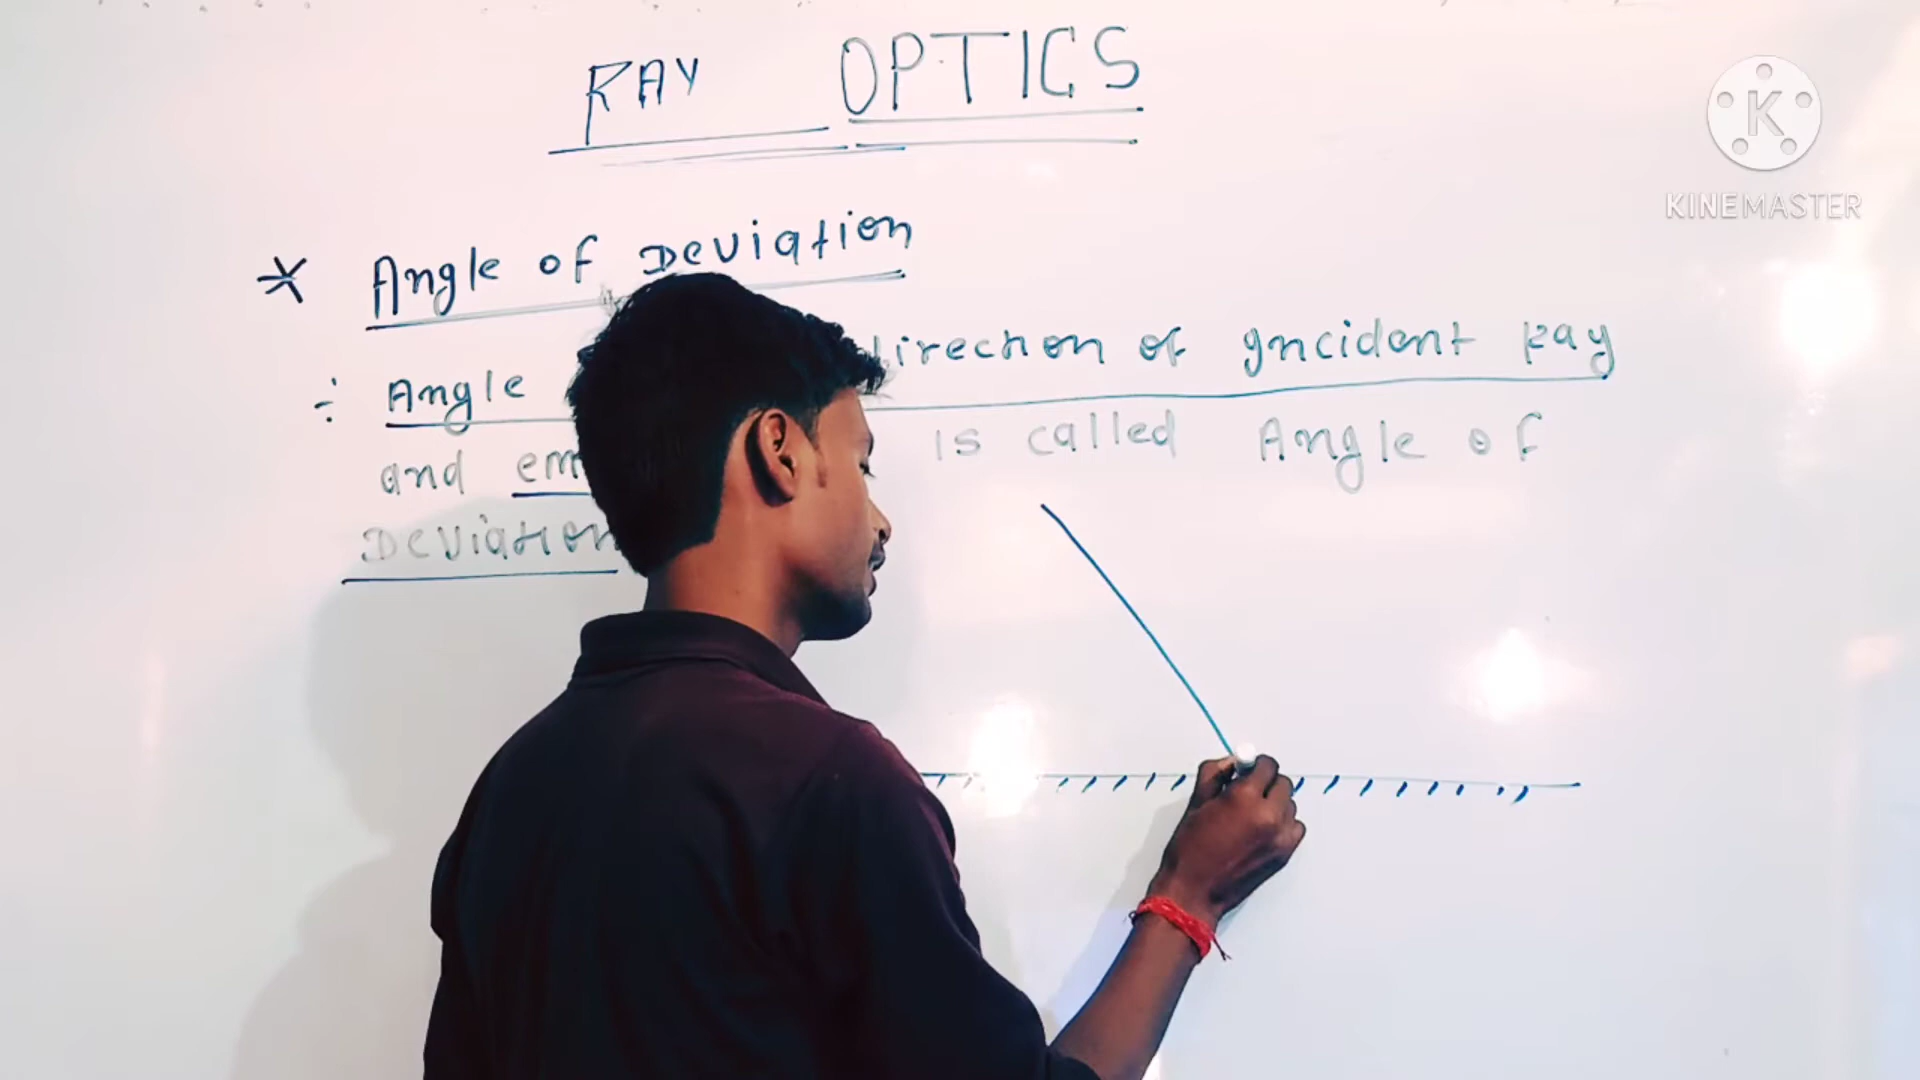 RAY OPTICS
K
KINEMASTER
* Angle of Deviation
÷ Angle direction of Incident Ray
and em is called Angle of
Deviation